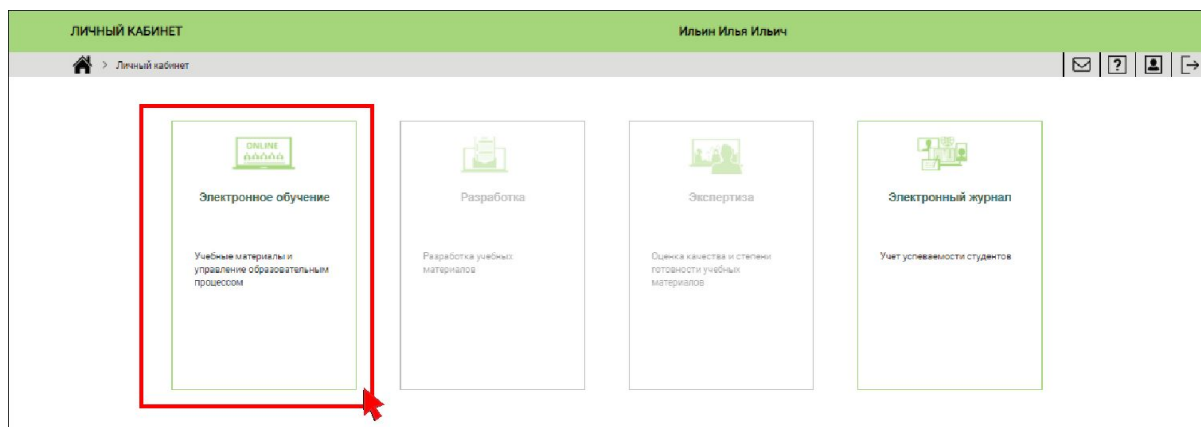 ЛИЧНЫЙ КАБИНЕТ
Ильин Илья Ильич
Личный кабинет
ONLINE
Электронное обучение
Учебные материалы и
управление образовательным
процессом
Разработка
Разработка учебных
материалов
Экспертиза
Оценка качества и степени
готовности учебных
материалов
Электронный журнал
Учет успеваемости студентов